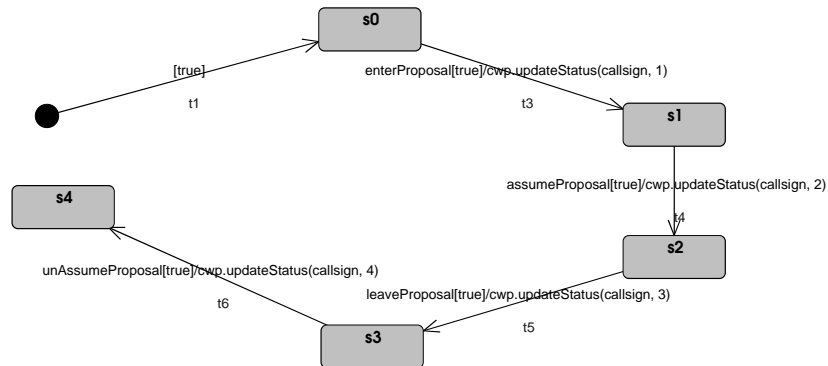 s0
[true]
enterProposal[true]/cwp.updateStatus(callsign, 1)
t1
t3
s1
assumeProposal[true]/cwp.updateStatus(callsign, 2)
s4
t4
s2
unAssumeProposal[true]/cwp.updateStatus(callsign, 4)
leaveProposal[true]/cwp.updateStatus(callsign, 3)
t6
t5
s3